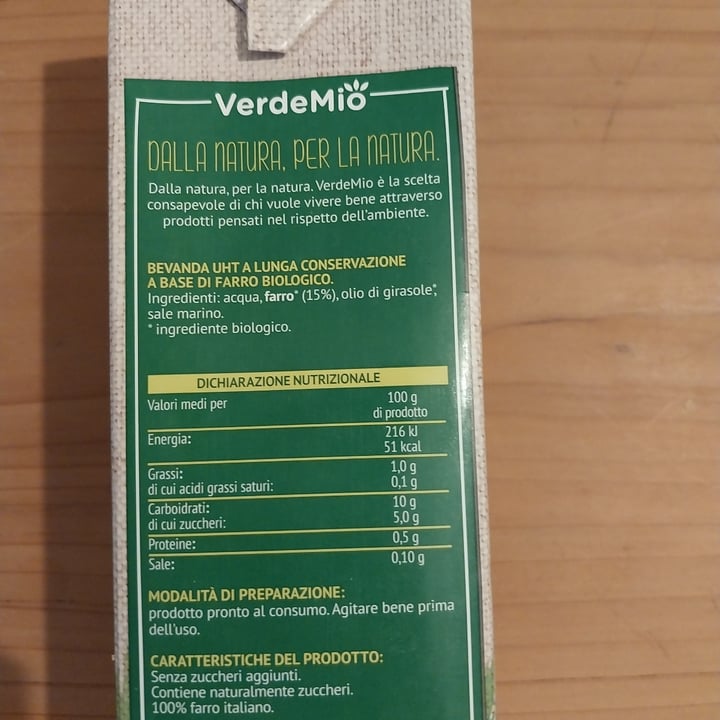 VerdeMio
DALLA NATURA, PER LA NATURA.
Dalla natura, per la natura. VerdeMio è la scelta
consapevole di chi vuole vivere bene attraverso
prodotti pensati nel rispetto dell'ambiente.
BEVANDA UHT A LUNGA CONSERVAZIONE
A BASE DI FARRO BIOLOGICO.
Ingredienti: acqua, farro* (15%), olio di girasole*,
sale marino.
* ingrediente biologico.
DICHIARAZIONE NUTRIZIONALE
Valori medi per 100 g
di prodotto
Energia: 216 kJ
51 kcal
Grassi: 1,0 g
di cui acidi grassi saturi: 0,1 g
Carboidrati: 10 g
di cui zuccheri: 5,0 g
Proteine: 0,5 g
Sale: 0,10 g
MODALITÀ DI PREPARAZIONE:
prodotto pronto al consumo. Agitare bene prima
dell'uso.
CARATTERISTICHE DEL PRODOTTO:
Senza zuccheri aggiunti.
Contiene naturalmente zuccheri.
100% farro italiano.